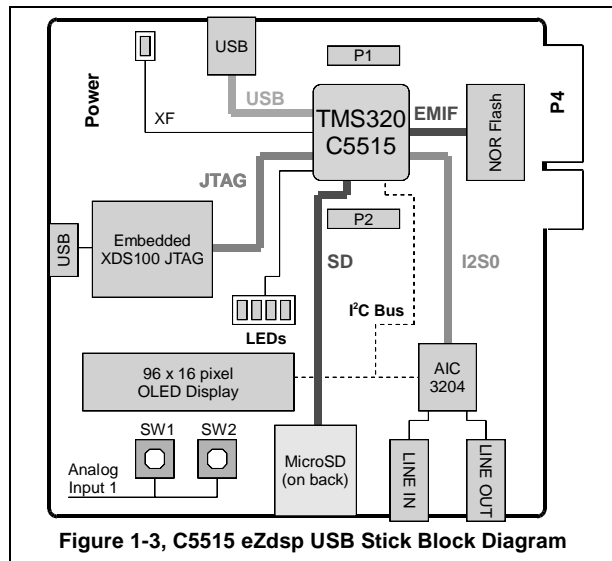 USB
P1
P4
Power
XF
USB
TMS320
C5515
EMIF
NOR Flash
JTAG
USB
Embedded
XDS100 JTAG
P2
SD
I2S0
I²C Bus
LEDs
96 x 16 pixel
OLED Display
AIC
3204
SW1
SW2
Analog
Input 1
MicroSD
(on back)
LINE IN
LINE OUT
Figure 1-3, C5515 eZdsp USB Stick Block Diagram